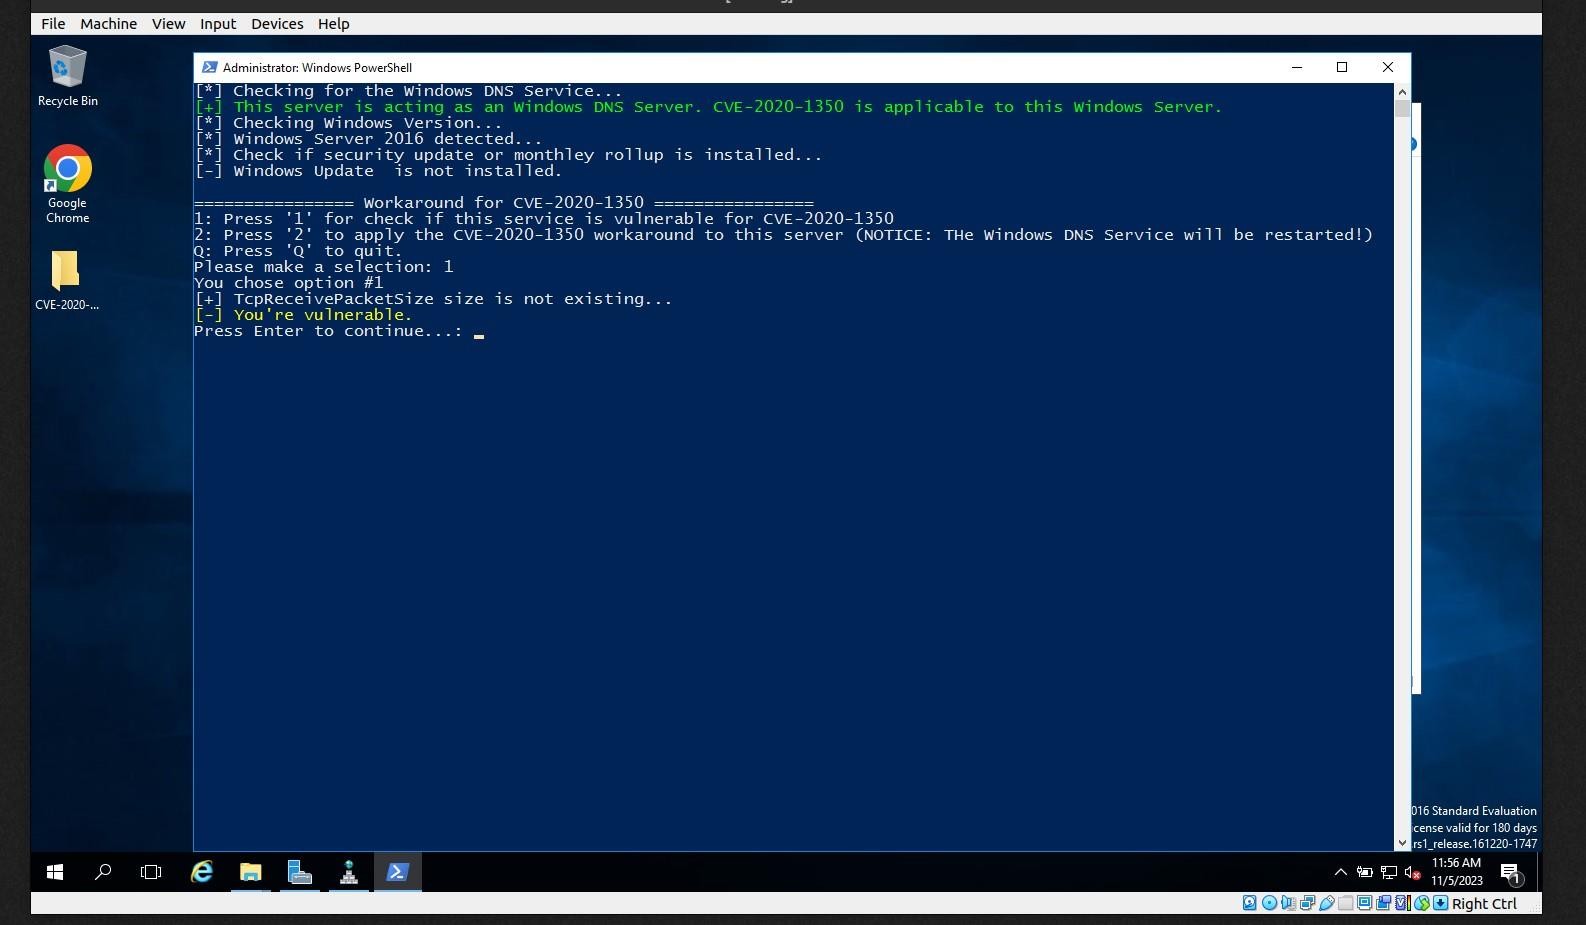 File Machine View Input Devices Help
Recycle Bin
Google
Chrome
CVE-2020-...
Administrator: Windows PowerShell
[*] Checking for the Windows DNS Service...
[+] This server is acting as an Windows DNS Server. CVE-2020-1350 is applicable to this Windows Server.
[*] Checking Windows Version...
[*] Windows Server 2016 detected...
[*] Check if security update or monthley rollup is installed...
[-] Windows Update  is not installed.
================ Workaround for CVE-2020-1350 ================
1: Press '1' for check if this service is vulnerable for CVE-2020-1350
2: Press '2' to apply the CVE-2020-1350 workaround to this server (NOTICE: THe Windows DNS Service will be restarted!)
Q: Press 'Q' to quit.
Please make a selection: 1
You chose option #1
[+] TcpReceivePacketSize size is not existing...
[-] You're vulnerable.
Press Enter to continue...: _
016 Standard Evaluation
icense valid for 180 days
.rs1_release.161220-1747
11:56 AM
11/5/2023
1
Right Ctrl